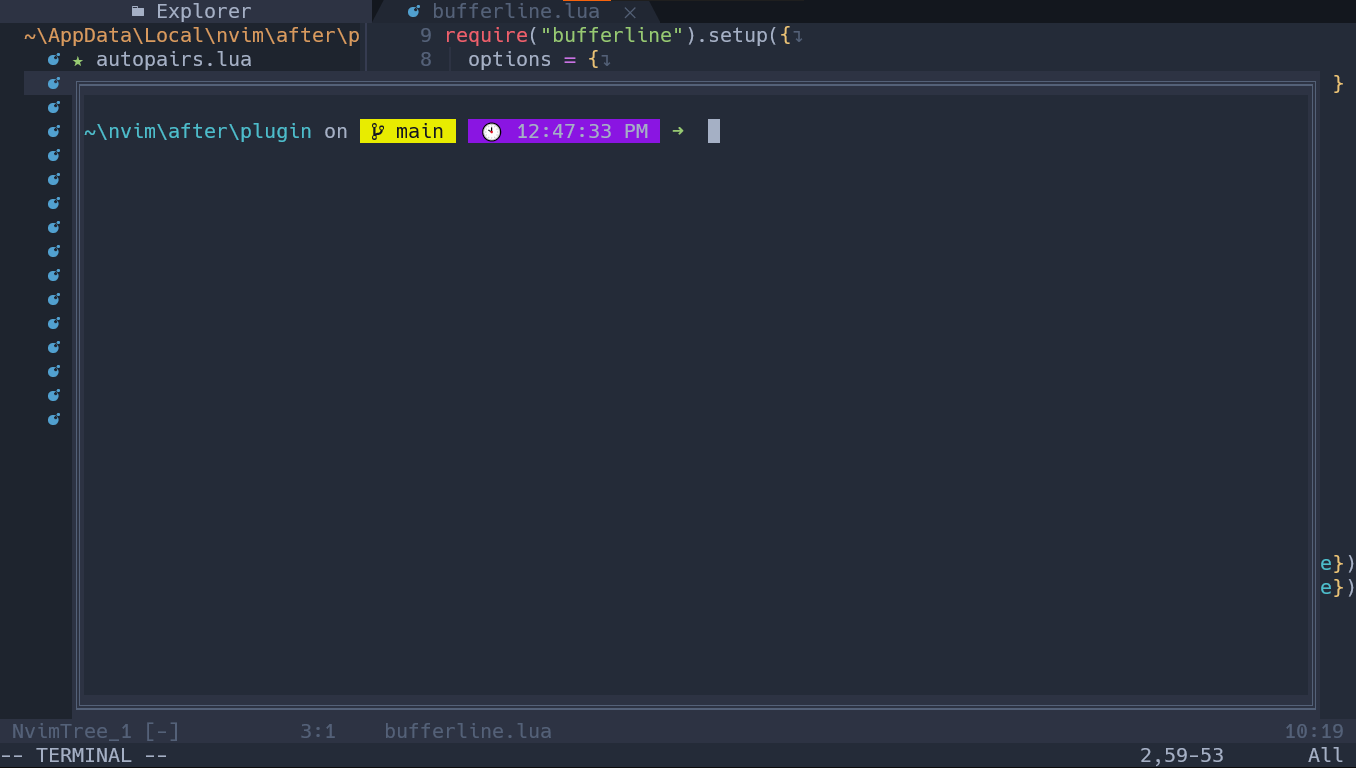 Explorer
bufferline.lua
~\AppData\Local\nvim\after\p
autopairs.lua
9 require("bufferline").setup({
8 options = {
}
~\nvim\after\plugin on main 12:47:33 PM ➜
e})
e})
NvimTree_1 [-] 3:1 bufferline.lua 10:19
-- TERMINAL -- 2,59-53 All